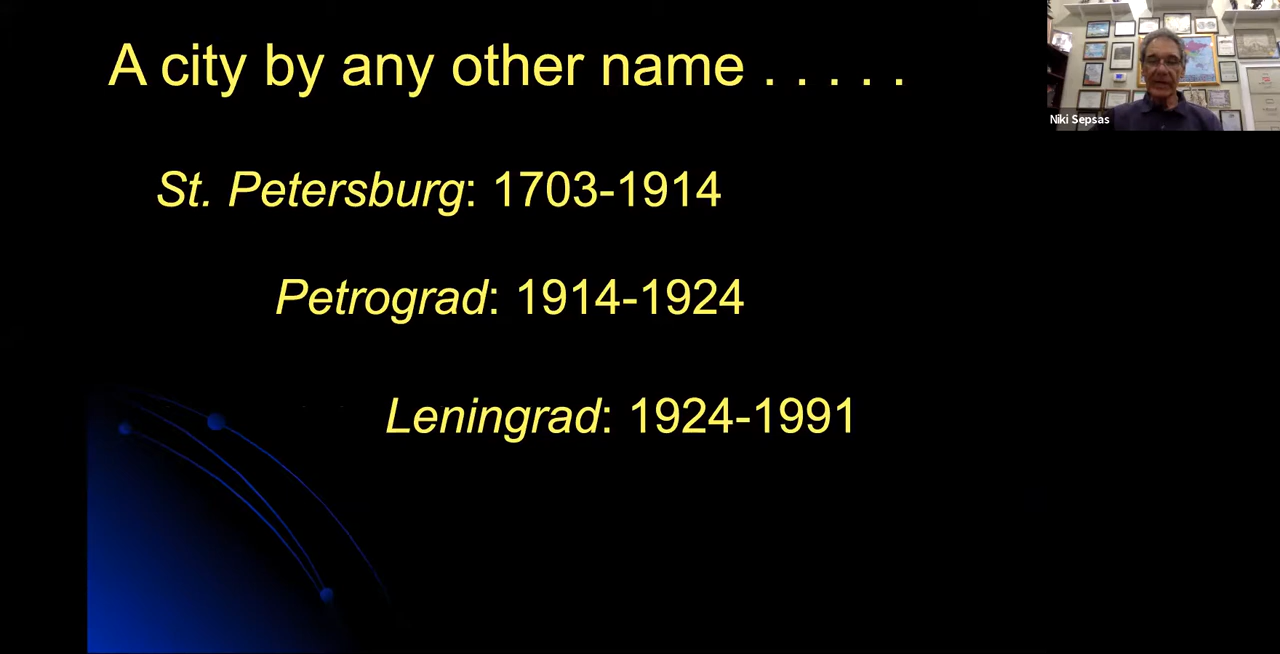 A city by any other name . . . . .
Niki Sepsas
St. Petersburg: 1703-1914
Petrograd: 1914-1924
Leningrad: 1924-1991